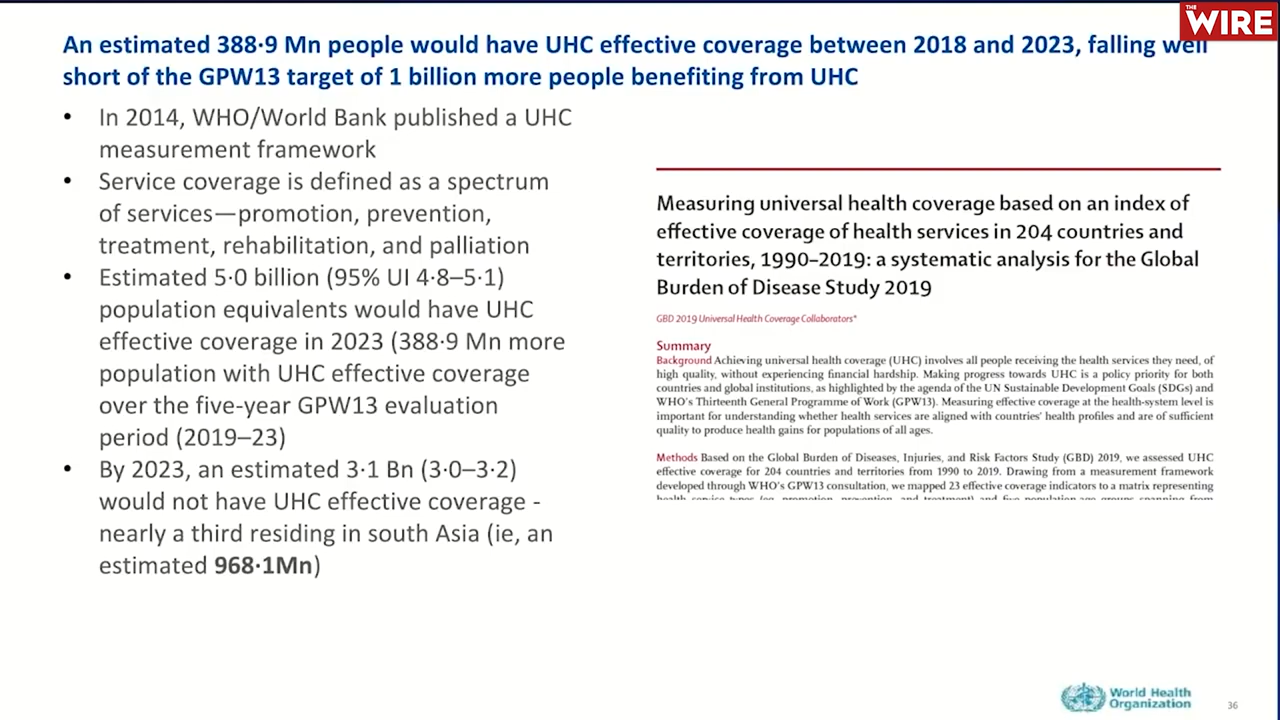 THE
WIRE
An estimated 388·9 Mn people would have UHC effective coverage between 2018 and 2023, falling well
short of the GPW13 target of 1 billion more people benefiting from UHC
• In 2014, WHO/World Bank published a UHC
measurement framework
• Service coverage is defined as a spectrum
of services—promotion, prevention,
treatment, rehabilitation, and palliation
• Estimated 5·0 billion (95% UI 4·8–5·1)
population equivalents would have UHC
effective coverage in 2023 (388·9 Mn more
population with UHC effective coverage
over the five-year GPW13 evaluation
period (2019–23)
• By 2023, an estimated 3·1 Bn (3·0–3·2)
would not have UHC effective coverage -
nearly a third residing in south Asia (ie, an
estimated 968·1Mn)
Measuring universal health coverage based on an index of
effective coverage of health services in 204 countries and
territories, 1990–2019: a systematic analysis for the Global
Burden of Disease Study 2019
GBD 2019 Universal Health Coverage Collaborators*
Summary
Background Achieving universal health coverage (UHC) involves all people receiving the health services they need, of
high quality, without experiencing financial hardship. Making progress towards UHC is a policy priority for both
countries and global institutions, as highlighted by the agenda of the UN Sustainable Development Goals (SDGs) and
WHO's Thirteenth General Programme of Work (GPW13). Measuring effective coverage at the health-system level is
important for understanding whether health services are aligned with countries' health profiles and are of sufficient
quality to produce health gains for populations of all ages.
Methods Based on the Global Burden of Diseases, Injuries, and Risk Factors Study (GBD) 2019, we assessed UHC
effective coverage for 204 countries and territories from 1990 to 2019. Drawing from a measurement framework
developed through WHO's GPW13 consultation, we mapped 23 effective coverage indicators to a matrix representing
health service types (eg, promotion, prevention, and treatment) and five population-age groups spanning from
World Health
Organization
36